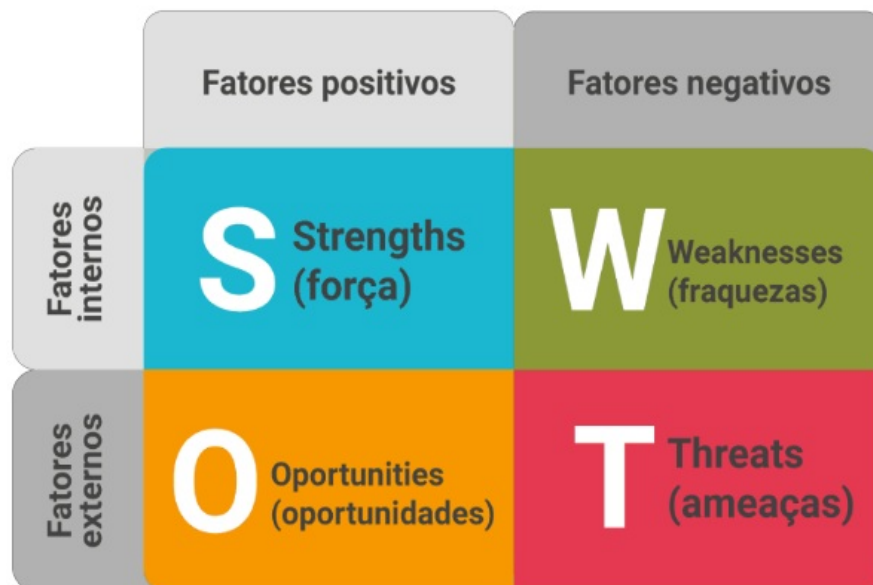 Fatores positivos
Fatores negativos
Fatores
internos
S
Strengths
(força)
W
Weaknesses
(fraquezas)
Fatores
externos
O
Oportunities
(oportunidades)
T
Threats
(ameaças)